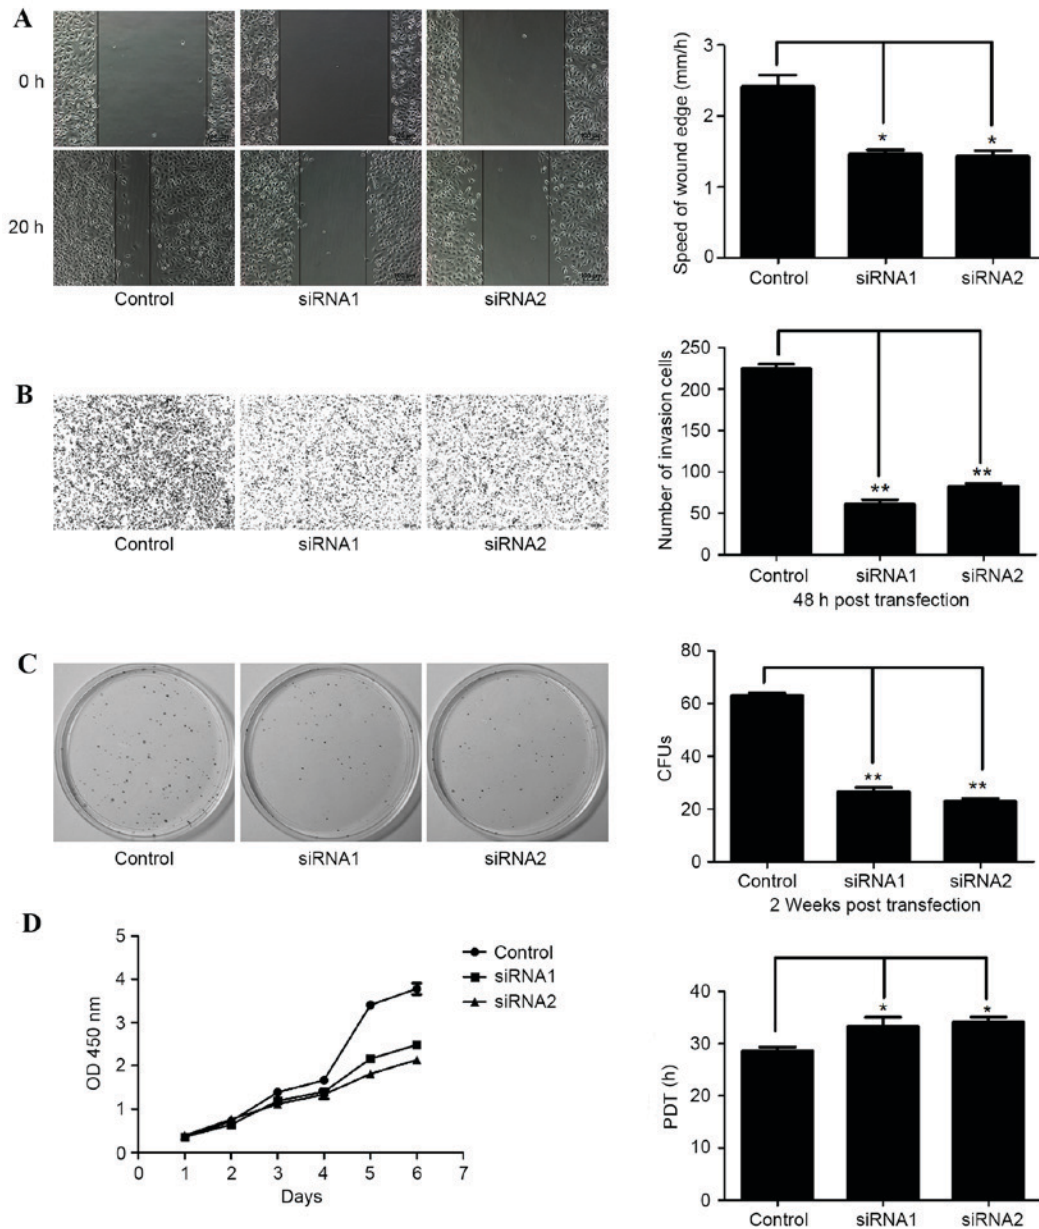 A
0 h
20 h
Control
siRNA1
siRNA2
Speed of wound edge (mm/h)
3
2
1
0
*
*
Control
siRNA1
siRNA2
B
Control
siRNA1
siRNA2
Number of invasion cells
250
200
150
100
50
0
**
**
Control
siRNA1
siRNA2
48 h post transfection
C
Control
siRNA1
siRNA2
CFUs
80
60
40
20
0
**
**
Control
siRNA1
siRNA2
2 Weeks post transfection
D
OD 450 nm
5
4
3
2
1
0
0 1 2 3 4 5 6 7
Days
Control
siRNA1
siRNA2
PDT (h)
40
30
20
10
0
*
*
Control
siRNA1
siRNA2